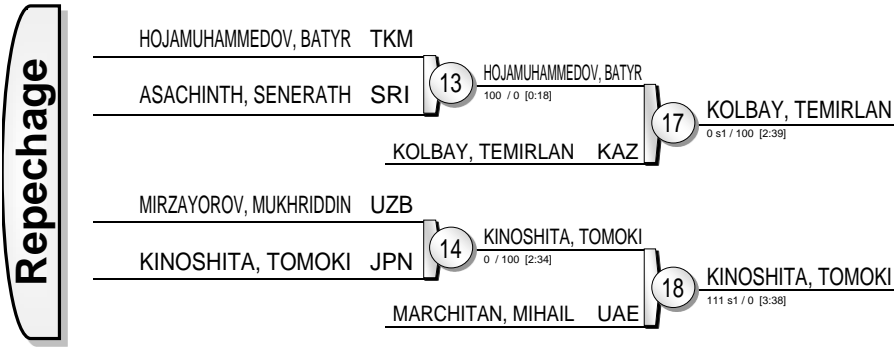 Repechage
HOJAMUHAMMEDOV, BATYR TKM
ASACHINTH, SENERATH SRI
13
HOJAMUHAMMEDOV, BATYR
100 / 0 [0:18]
KOLBAY, TEMIRLAN KAZ
17
KOLBAY, TEMIRLAN
0 s1 / 100 [2:39]
MIRZAYOROV, MUKHRIDDIN UZB
KINOSHITA, TOMOKI JPN
14
KINOSHITA, TOMOKI
0 / 100 [2:34]
MARCHITAN, MIHAIL UAE
18
KINOSHITA, TOMOKI
111 s1 / 0 [3:38]